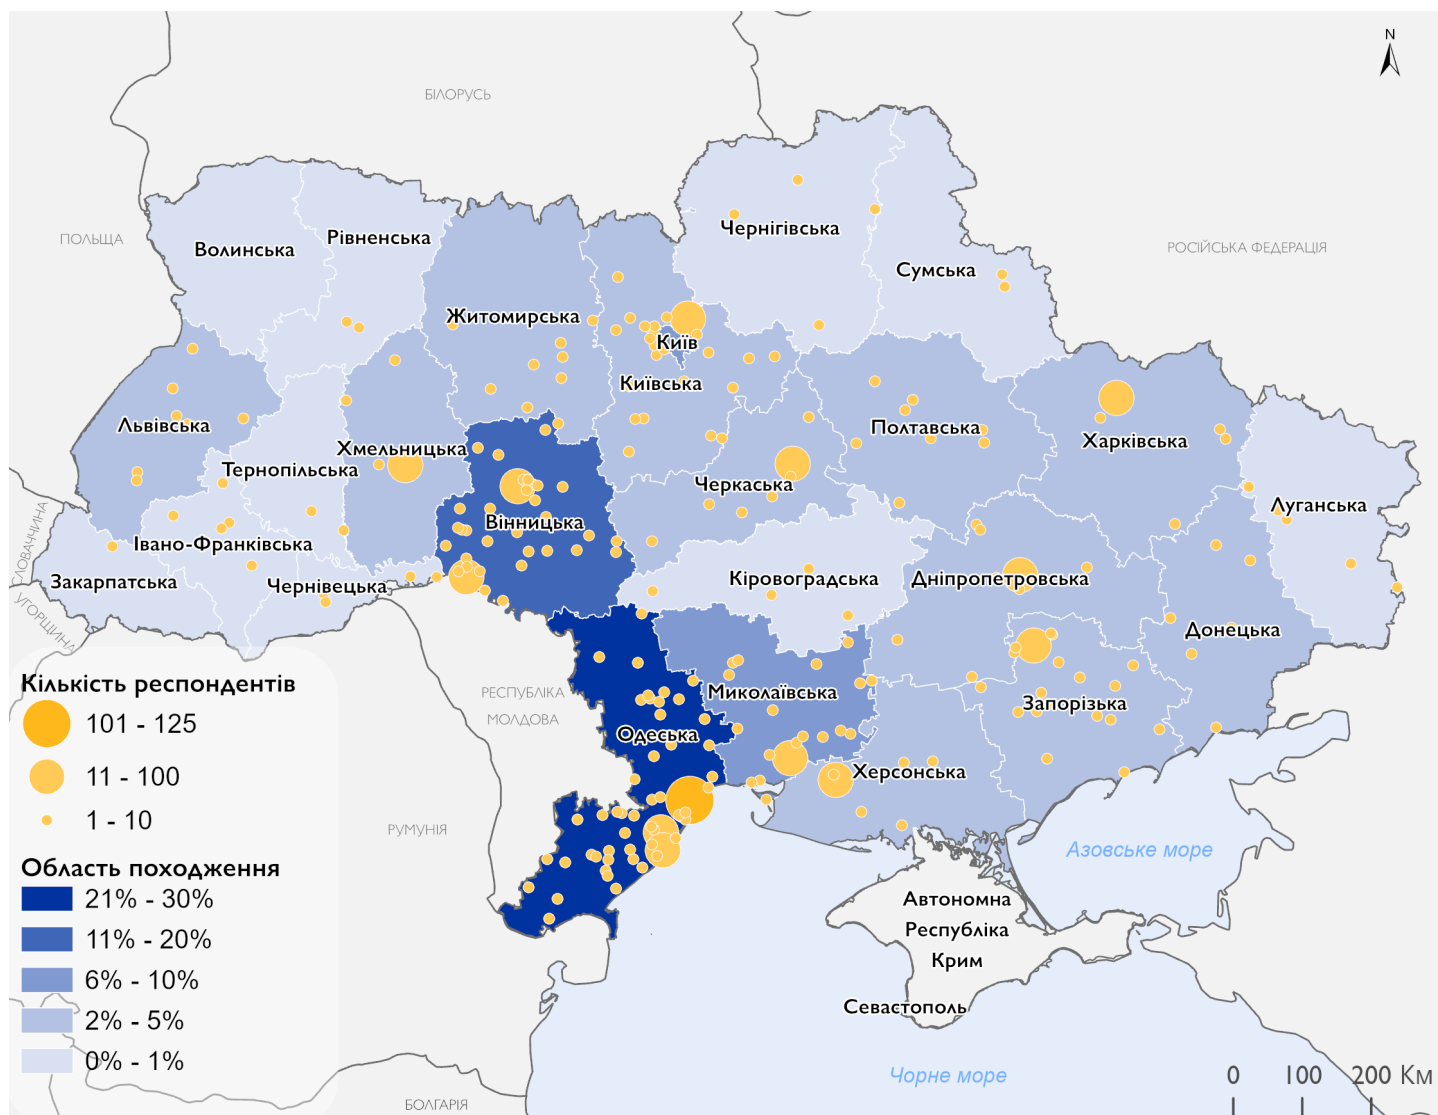 N
БІЛОРУСЬ
ПОЛЬЩА
РОСІЙСЬКА ФЕДЕРАЦІЯ
Волинська
Рівненська
Чернігівська
Сумська
Житомирська
Київ
Київська
Львівська
Хмельницька
Тернопільська
Полтавська
Харківська
Черкаська
Луганська
Вінницька
Івано-Франківська
Закарпатська
Чернівецька
Кіровоградська
Дніпропетровська
Донецька
СЛОВАЧЧИНА
УГОРЩИНА
РЕСПУБЛІКА
МОЛДОВА
Миколаївська
Запорізька
Одеська
Херсонська
РУМУНІЯ
Азовське море
Автономна
Республіка
Крим
Севастополь
Чорне море
БОЛГАРІЯ
Кількість респондентів
101 - 125
11 - 100
1 - 10
Область походження
21% - 30%
11% - 20%
6% - 10%
2% - 5%
0% - 1%
0 100 200 Км